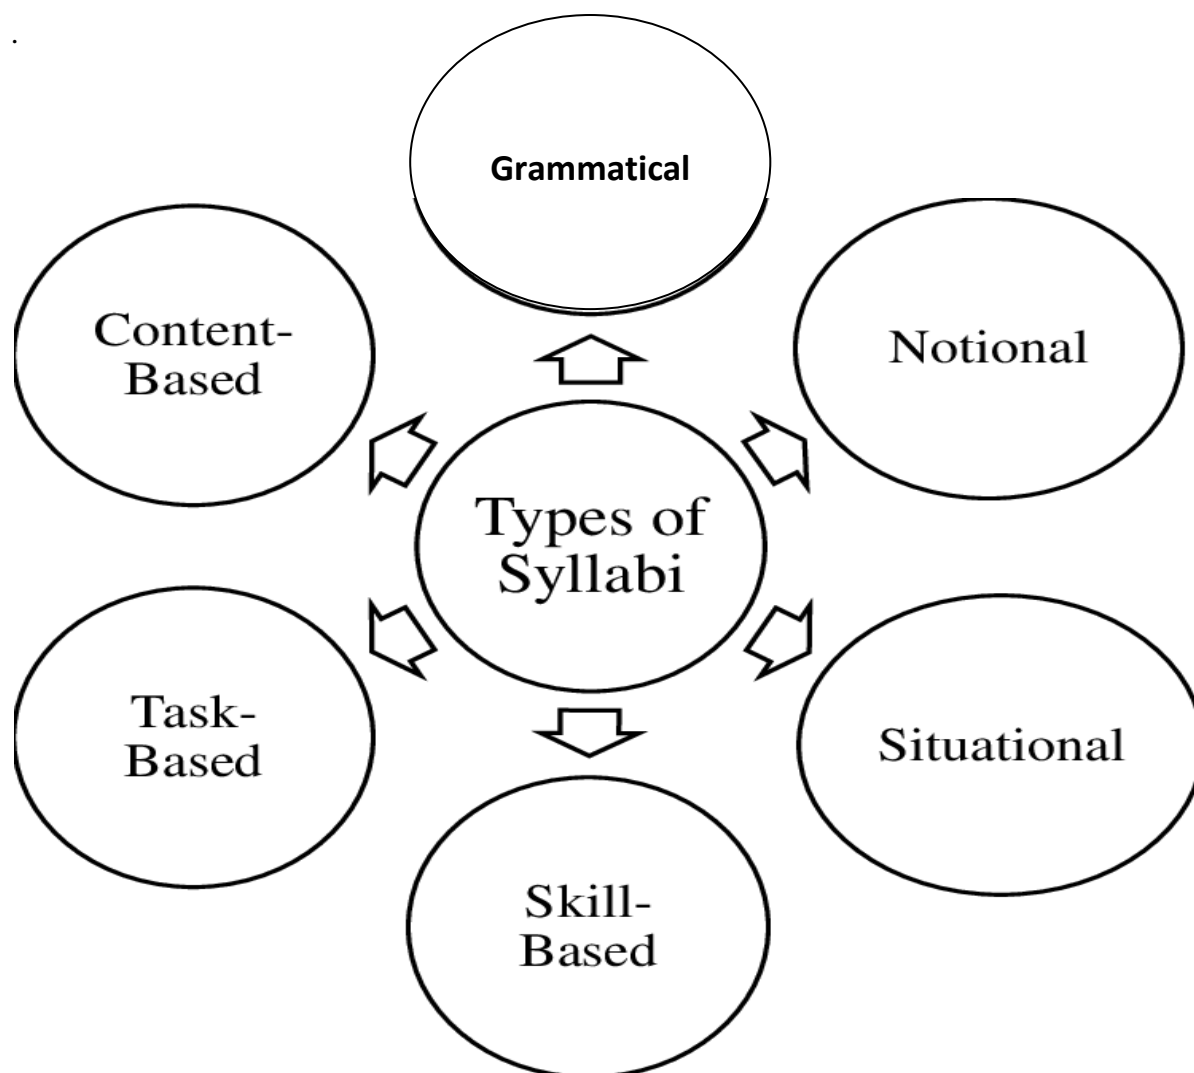 .
Grammatical
Content-
Based
Notional
Types of
Syllabi
Task-
Based
Situational
Skill-
Based